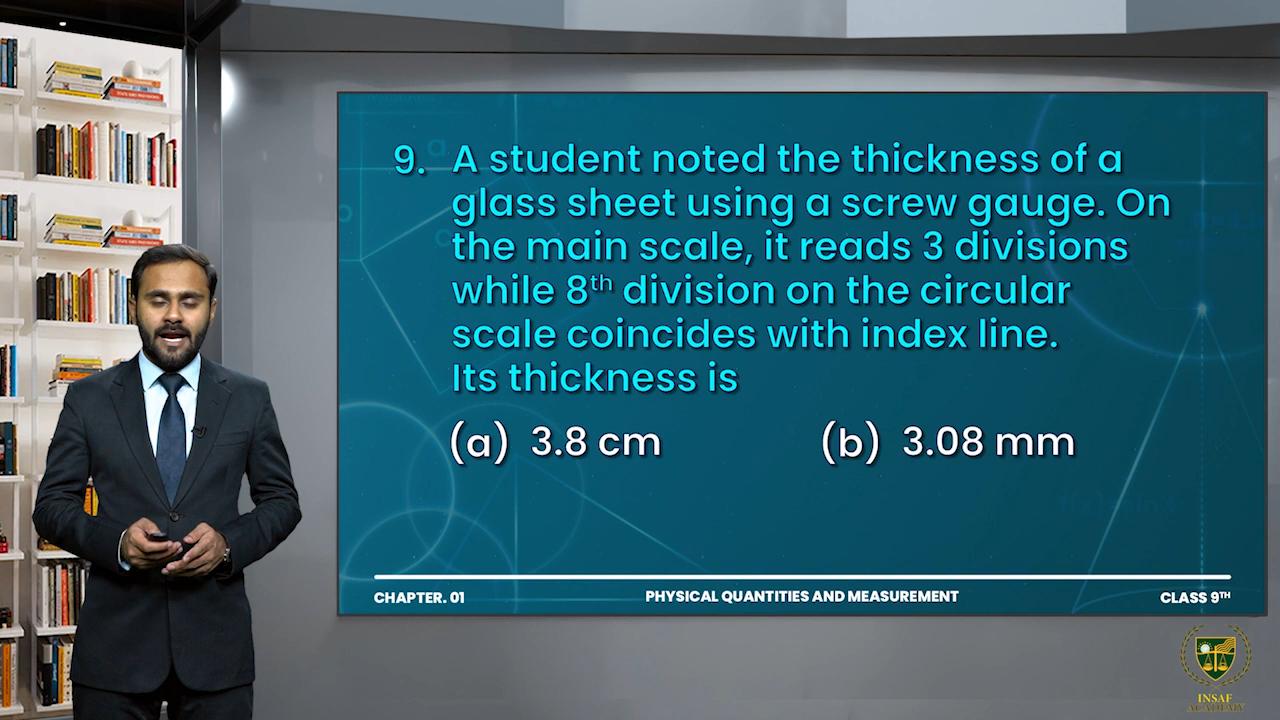 9. A student noted the thickness of a
glass sheet using a screw gauge. On
the main scale, it reads 3 divisions
while 8th division on the circular
scale coincides with index line.
Its thickness is
(a) 3.8 cm (b) 3.08 mm
CHAPTER. 01 PHYSICAL QUANTITIES AND MEASUREMENT CLASS 9TH
INSAF
ACADEMY